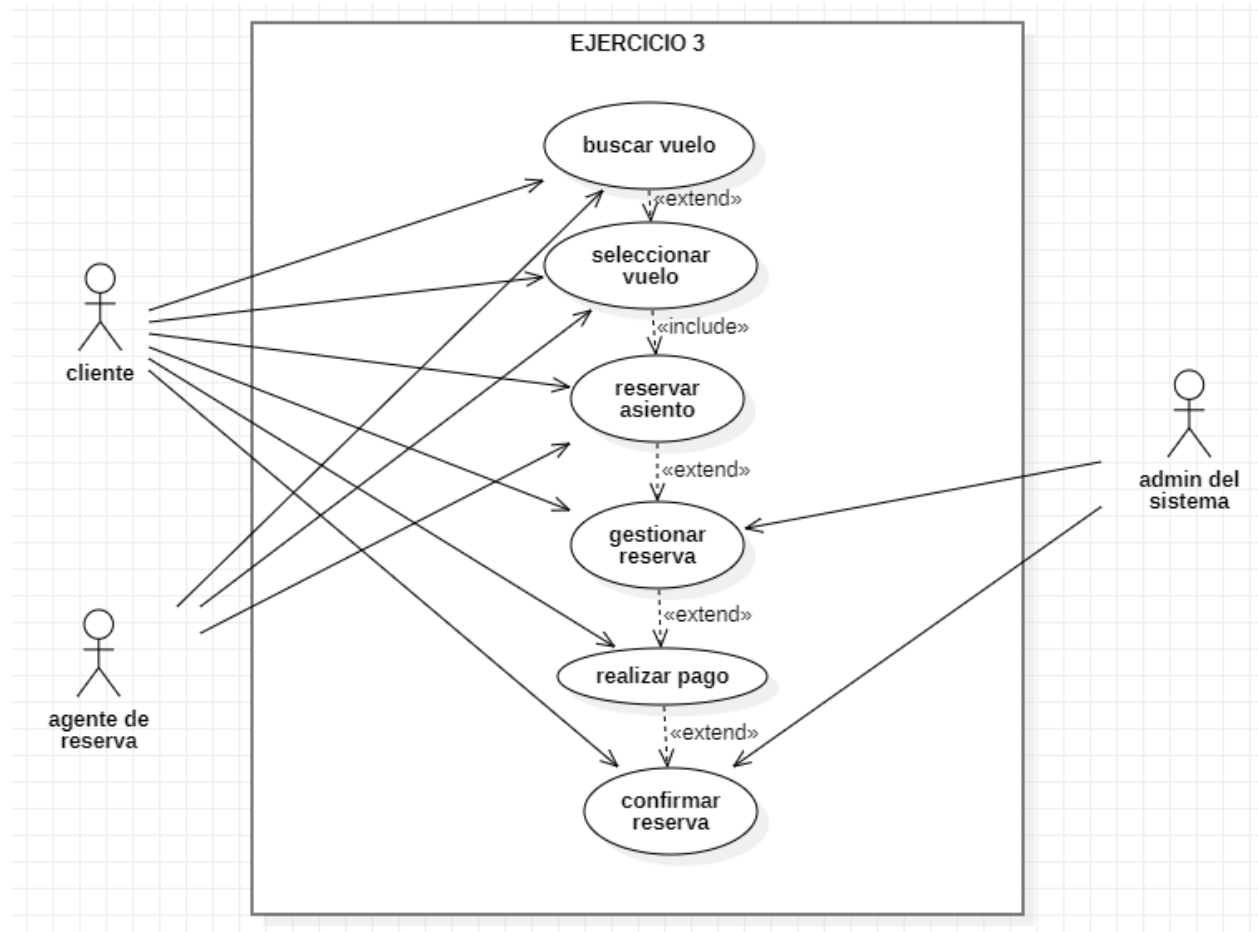 EJERCICIO 3
buscar vuelo
«extend»
seleccionar
vuelo
«include»
reservar
asiento
«extend»
gestionar
reserva
«extend»
realizar pago
«extend»
confirmar
reserva
cliente
agente de
reserva
admin del
sistema